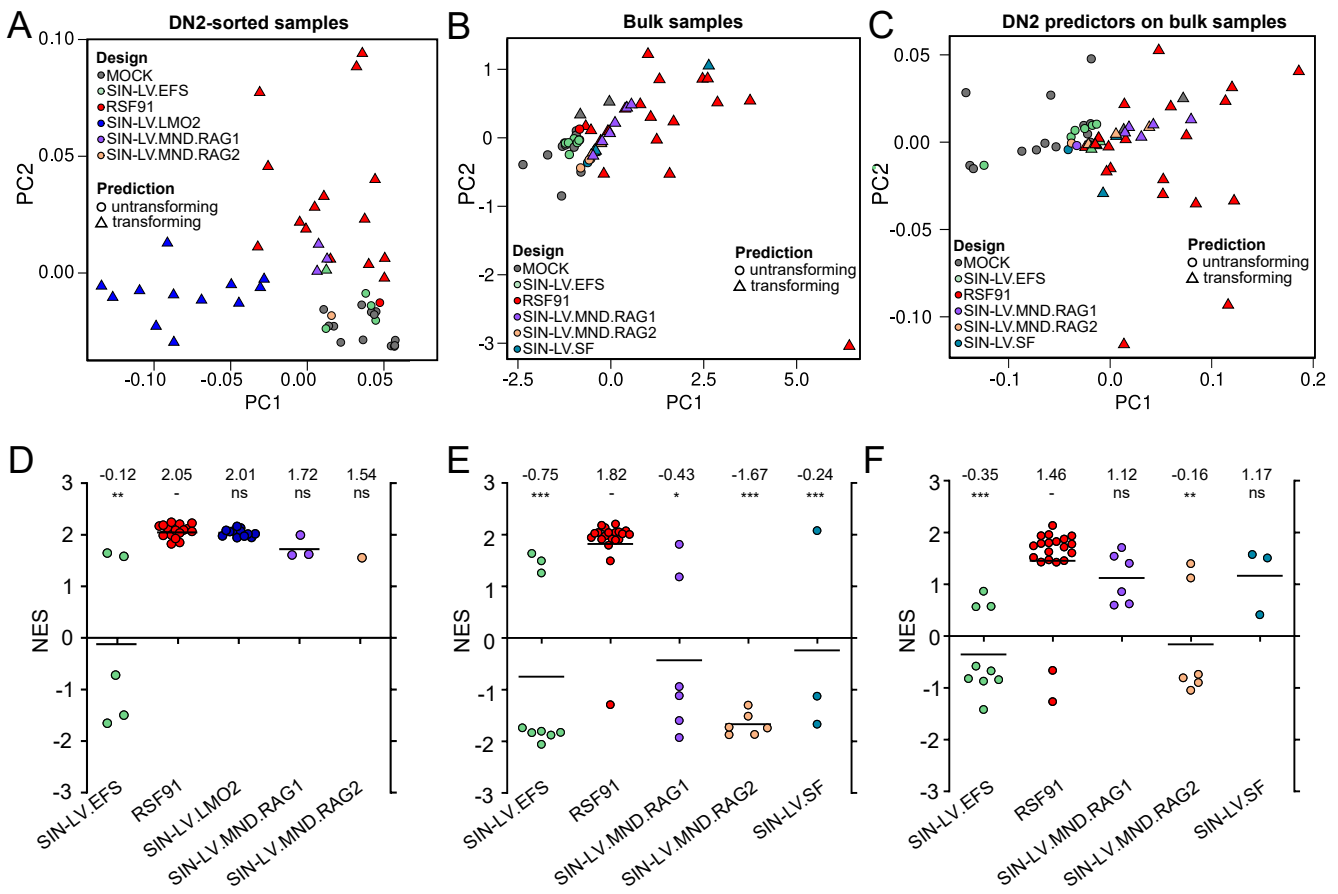 A
DN2-sorted samples
0.10
0.05
0.00
PC2
Design
MOCK
SIN-LV.EFS
RSF91
SIN-LV.LMO2
SIN-LV.MND.RAG1
SIN-LV.MND.RAG2
Prediction
untransforming
transforming
-0.10 -0.05 0.00 0.05
PC1
B
Bulk samples
1
0
-1
-2
-3
PC2
Design
MOCK
SIN-LV.EFS
RSF91
SIN-LV.MND.RAG1
SIN-LV.MND.RAG2
SIN-LV.SF
Prediction
untransforming
transforming
-2.5 0.0 2.5 5.0
PC1
C
DN2 predictors on bulk samples
0.05
0.00
-0.05
-0.10
PC2
Design
MOCK
SIN-LV.EFS
RSF91
SIN-LV.MND.RAG1
SIN-LV.MND.RAG2
SIN-LV.SF
Prediction
untransforming
transforming
-0.1 0.0 0.1 0.2
PC1
D
-0.12 2.05 2.01 1.72 1.54
** - ns ns ns
3
2
1
0
-1
-2
-3
NES
SIN-LV.EFS
RSF91
SIN-LV.LMO2
SIN-LV.MND.RAG1
SIN-LV.MND.RAG2
E
-0.75 1.82 -0.43 -1.67 -0.24
*** - * *** ***
3
2
1
0
-1
-2
-3
NES
SIN-LV.EFS
RSF91
SIN-LV.MND.RAG1
SIN-LV.MND.RAG2
SIN-LV.SF
F
-0.35 1.46 1.12 -0.16 1.17
*** - ns ** ns
3
2
1
0
-1
-2
-3
NES
SIN-LV.EFS
RSF91
SIN-LV.MND.RAG1
SIN-LV.MND.RAG2
SIN-LV.SF